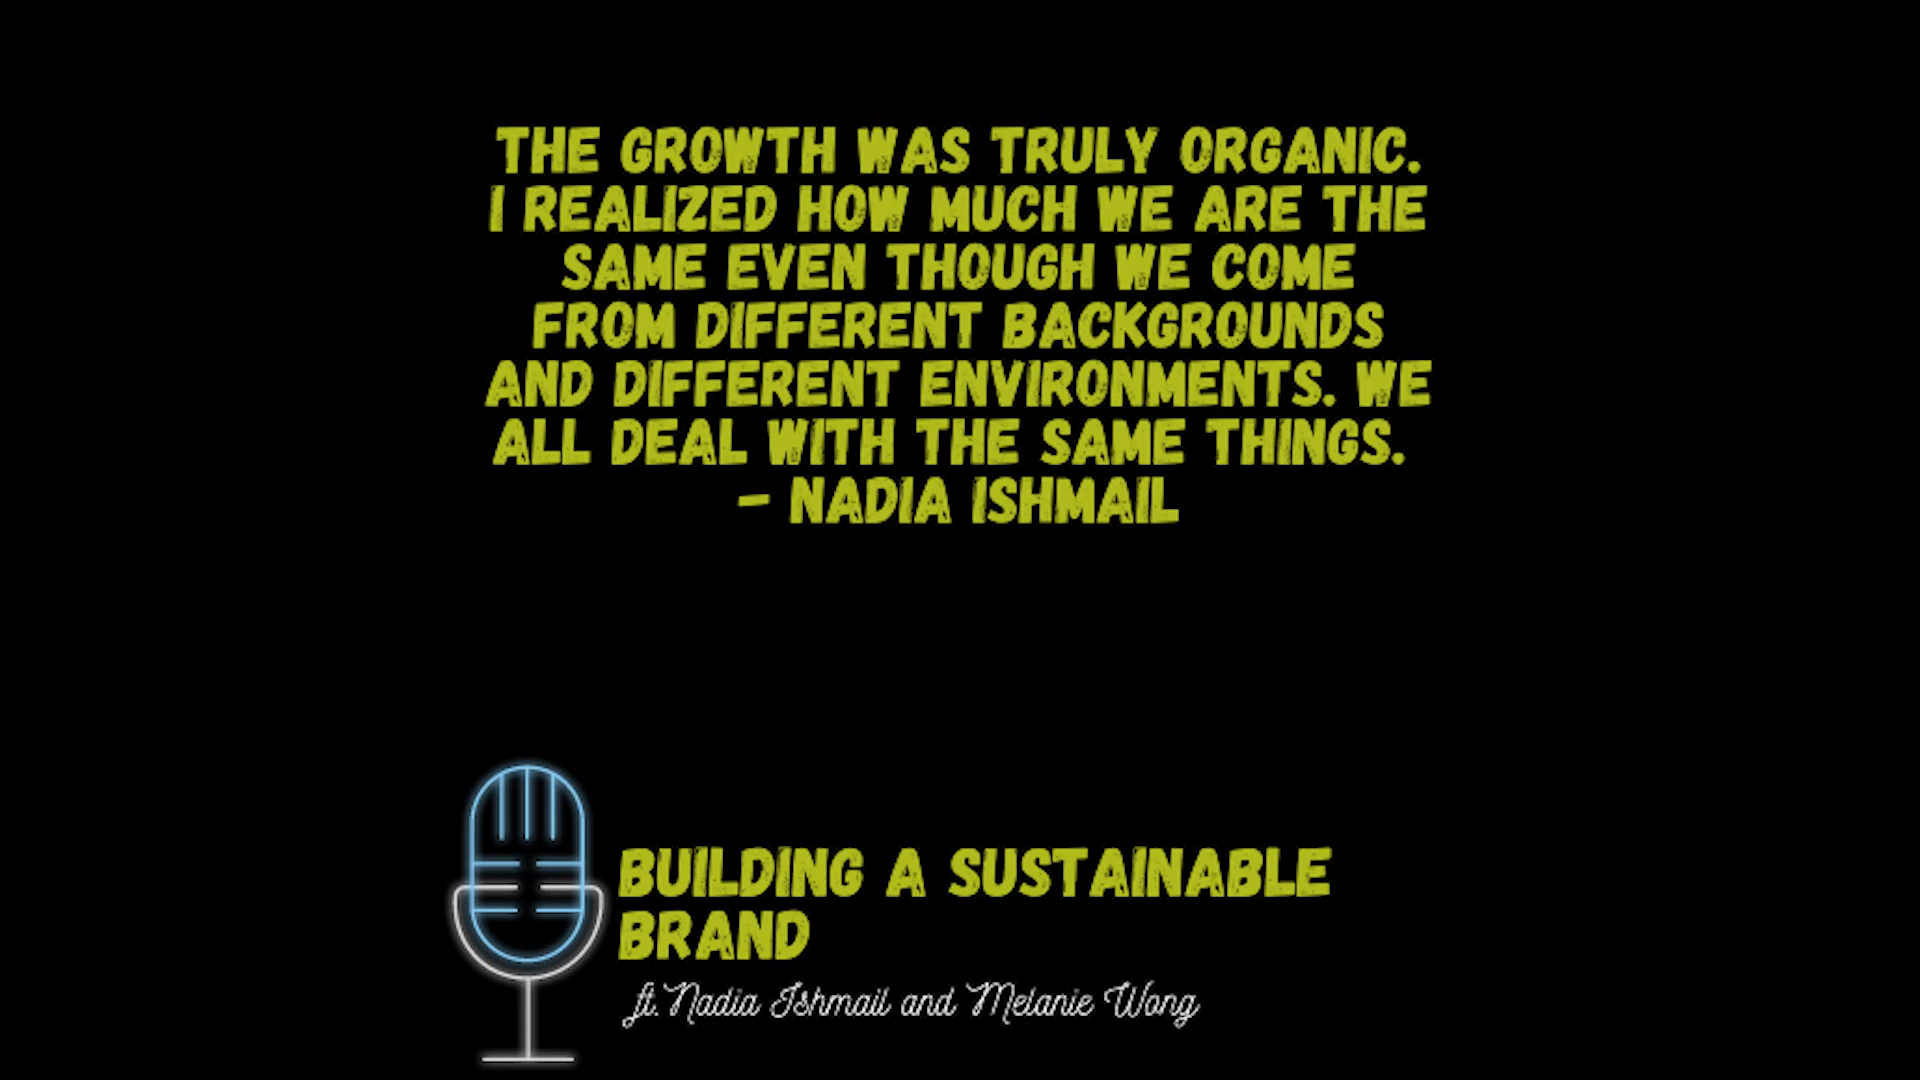 THE GROWTH WAS TRULY ORGANIC.
I REALIZED HOW MUCH WE ARE THE
SAME EVEN THOUGH WE COME
FROM DIFFERENT BACKGROUNDS
AND DIFFERENT ENVIRONMENTS. WE
ALL DEAL WITH THE SAME THINGS.
- NADIA ISHMAIL
BUILDING A SUSTAINABLE
BRAND
ft. Nadia Ishmail and Melanie Wong